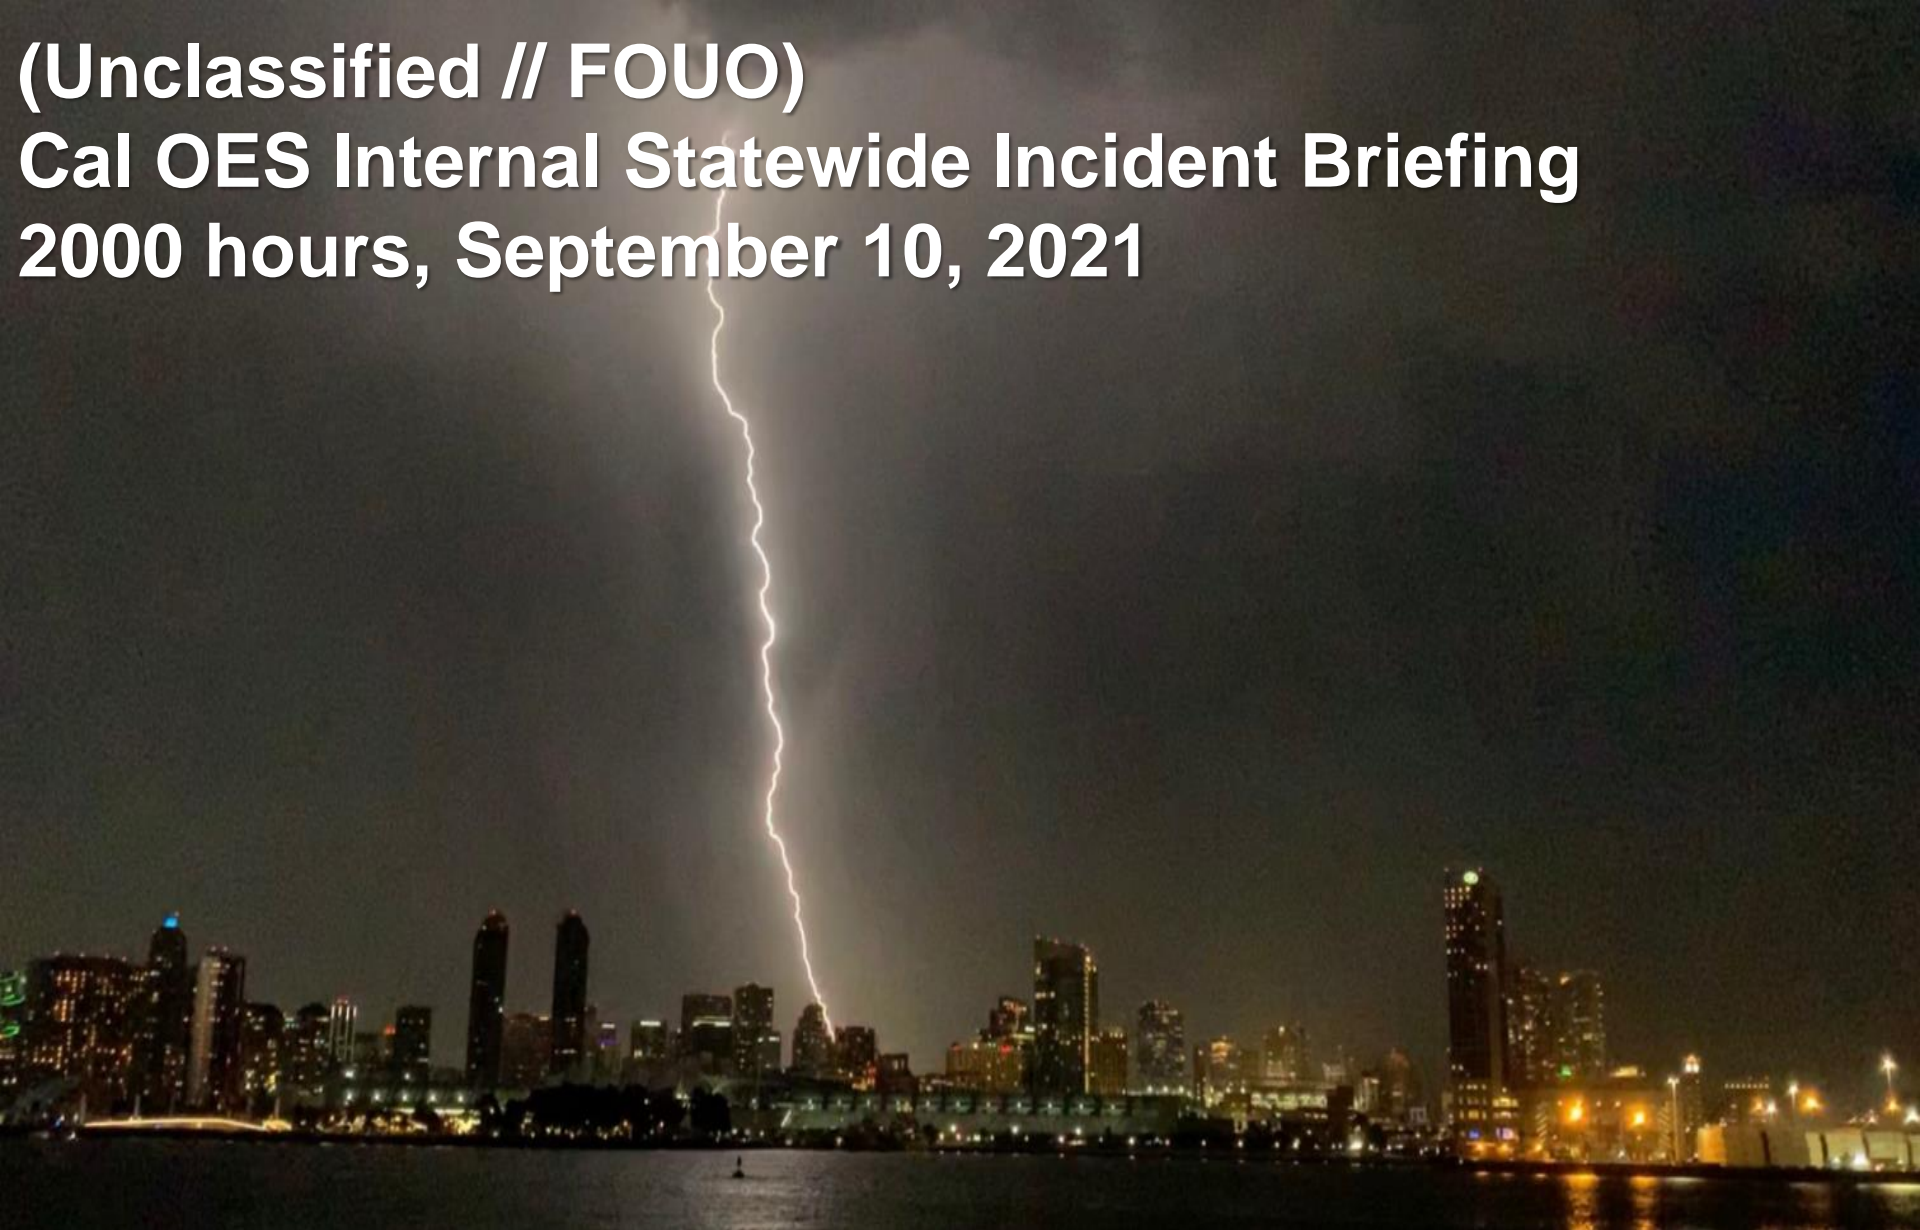 (Unclassified // FOUO)
Cal OES Internal Statewide Incident Briefing
2000 hours, September 10, 2021